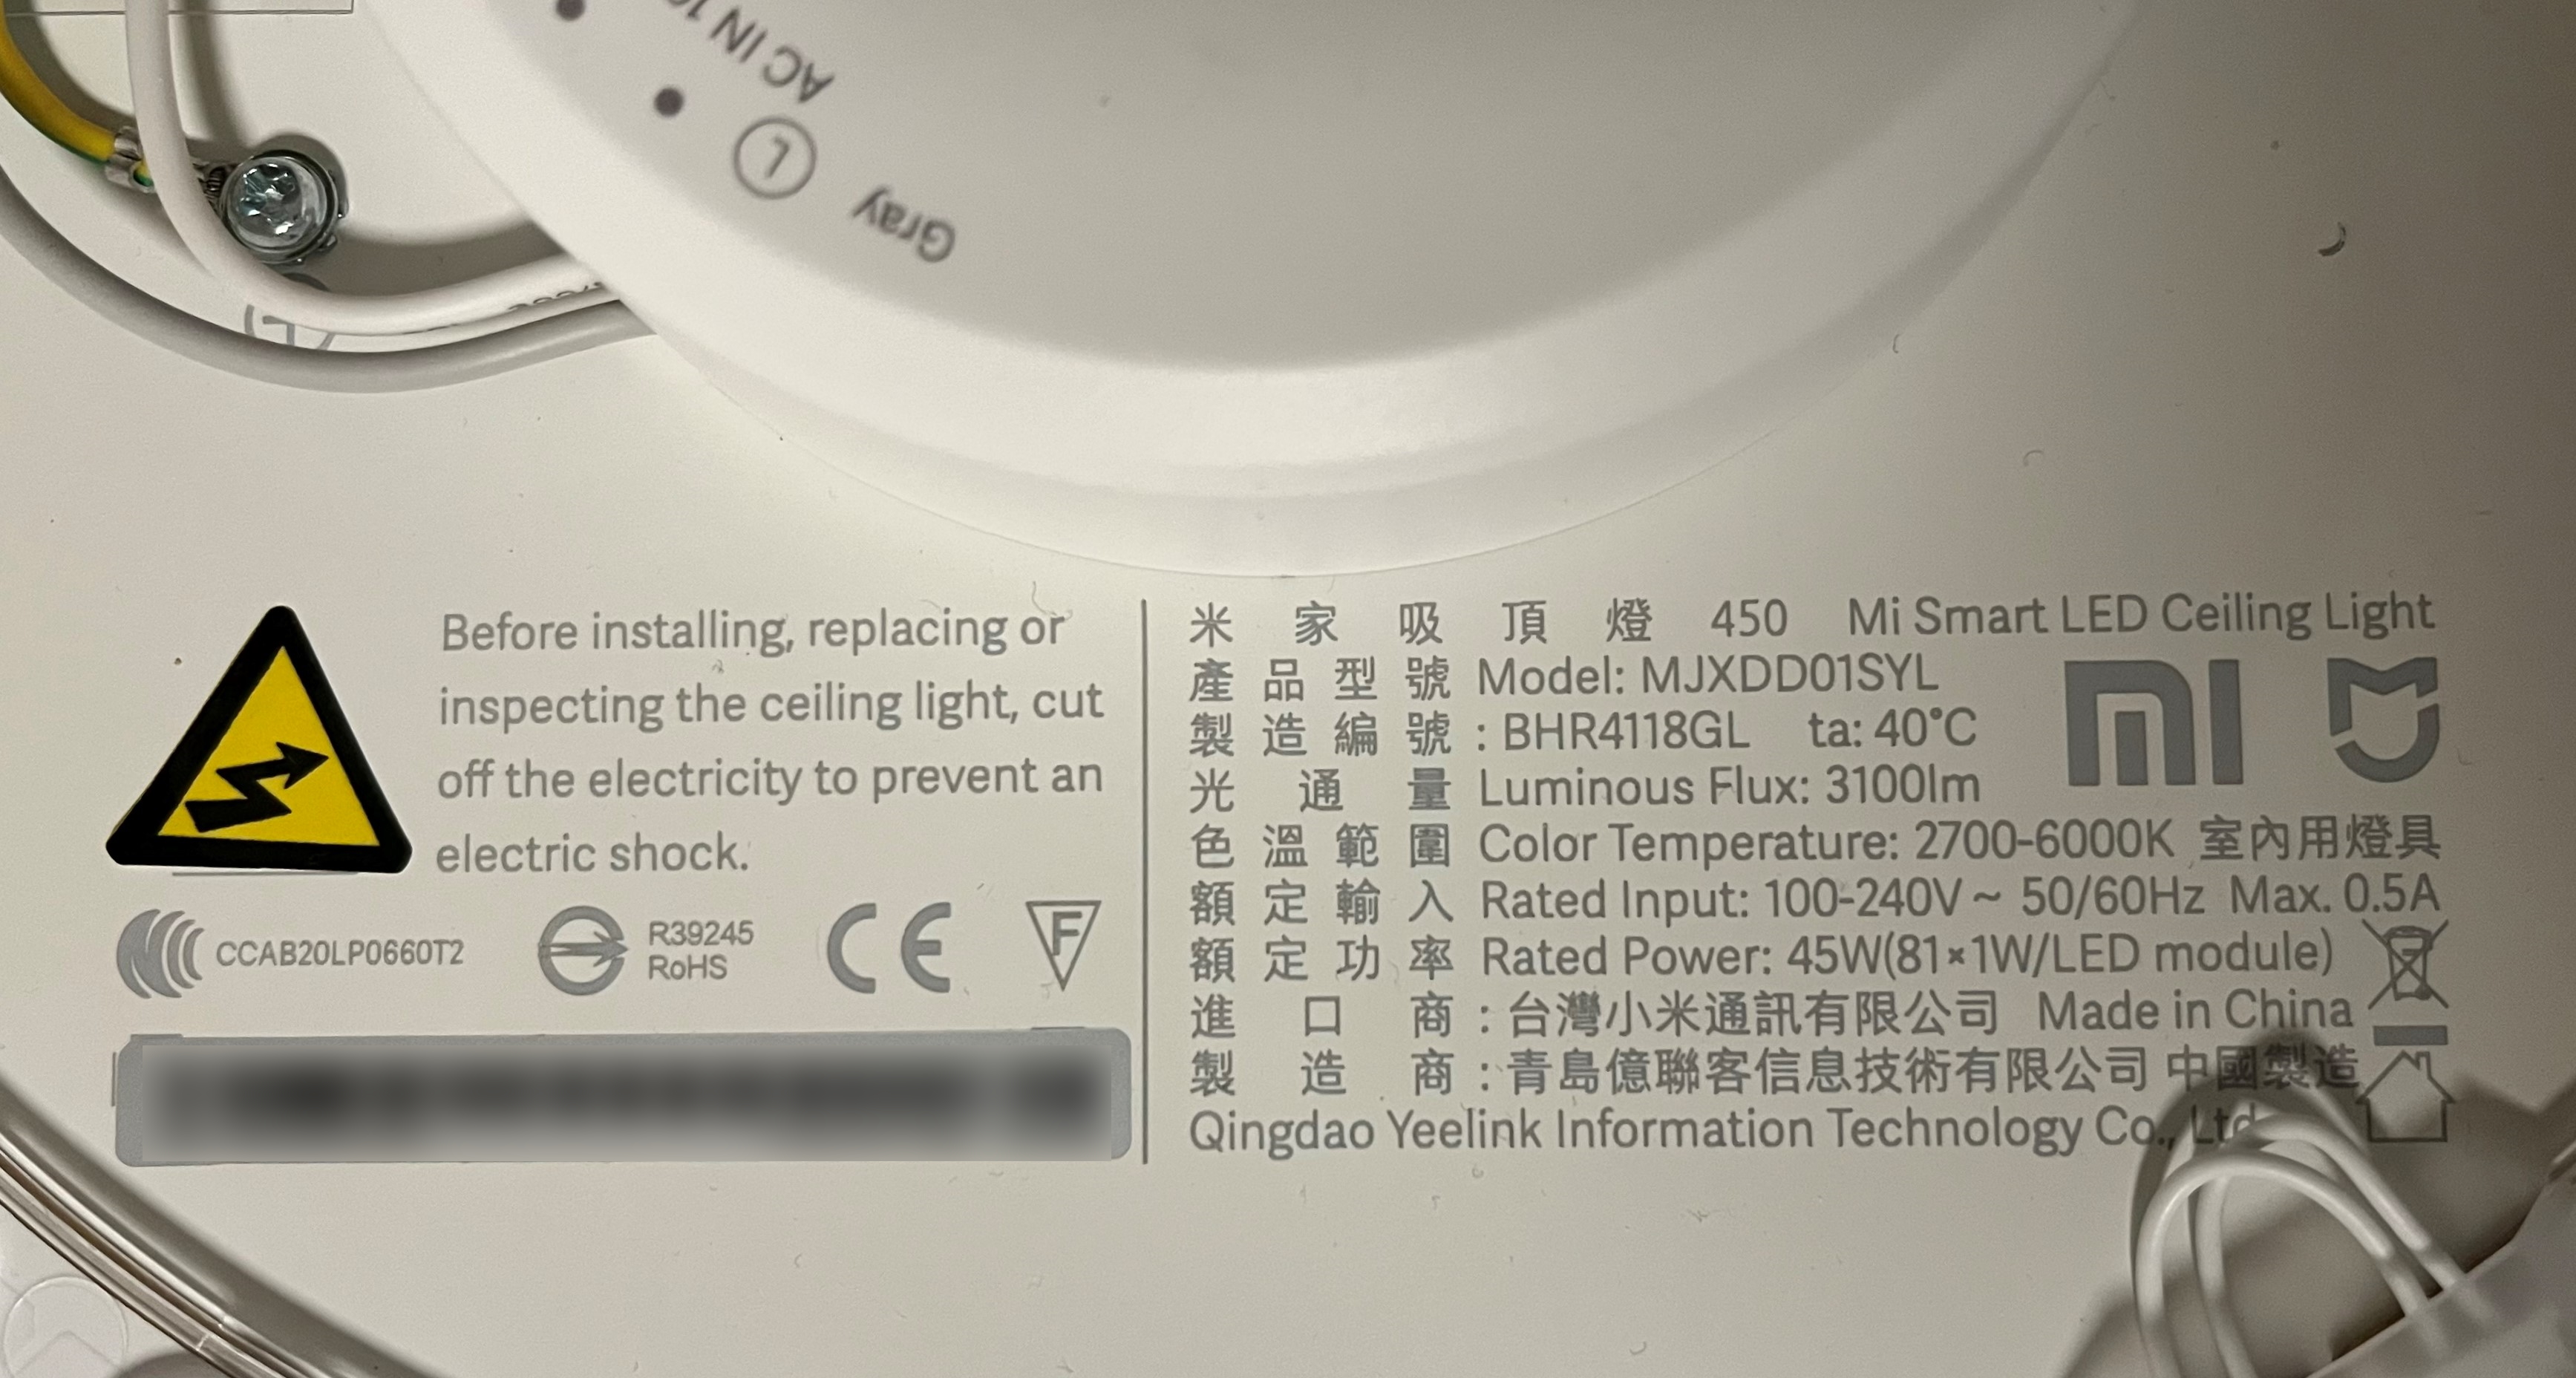 AC IN
L
Gray
Before installing, replacing or
inspecting the ceiling light, cut
off the electricity to prevent an
electric shock.
CCAB20LP0660T2
R39245
RoHS
CE
F
米家吸頂燈 450 Mi Smart LED Ceiling Light
產品型號 Model: MJXDD01SYL
製造編號: BHR4118GL ta: 40°C
mi
光通量 Luminous Flux: 3100lm
色溫範圍 Color Temperature: 2700-6000K 室內用燈具
額定輸入 Rated Input: 100-240V~ 50/60Hz Max. 0.5A
額定功率 Rated Power: 45W(81×1W/LED module)
進口商: 台灣小米通訊有限公司 Made in China
製造商: 青島億聯客信息技術有限公司 中國製造
Qingdao Yeelink Information Technology Co., Ltd